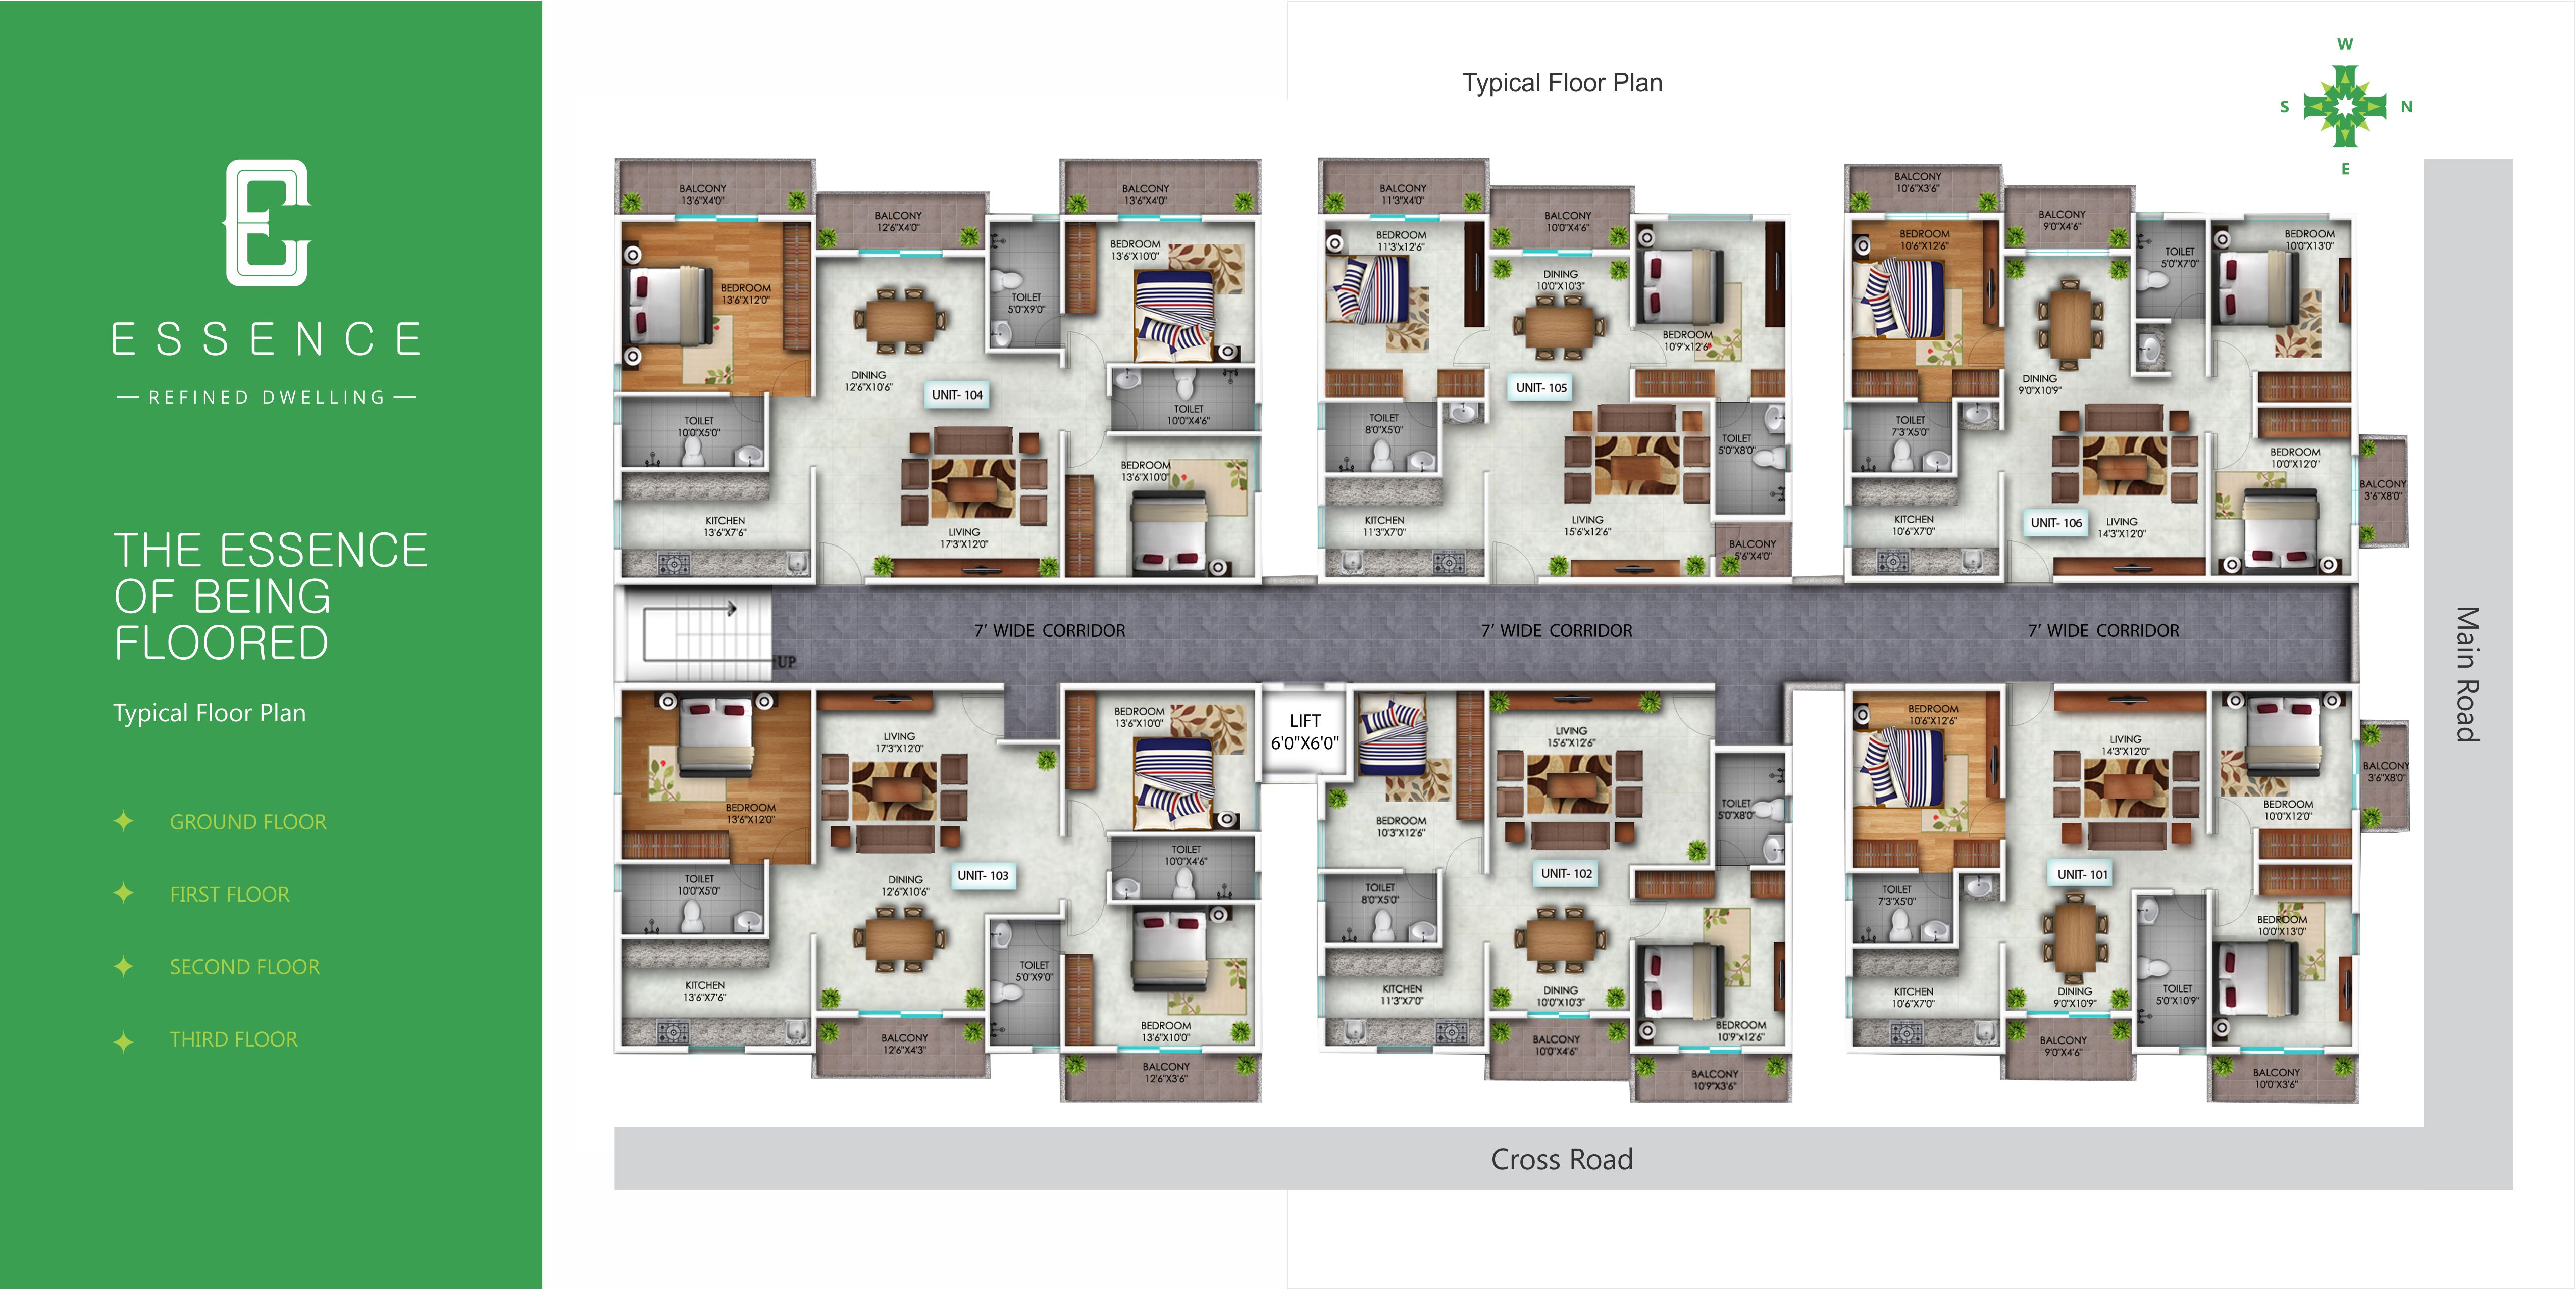 ESSENCE
REFINED DWELLING
THE ESSENCE
OF BEING
FLOORED
Typical Floor Plan
GROUND FLOOR
FIRST FLOOR
SECOND FLOOR
THIRD FLOOR
Typical Floor Plan
W
S
N
E
BALCONY
13'6"X4'0"
BALCONY
12'6"X4'0"
BALCONY
13'6"X4'0"
BEDROOM
13'6"X12'0"
TOILET
5'0"X9'0"
BEDROOM
13'6"X10'0"
DINING
12'6"X10'6"
UNIT- 104
TOILET
10'0"X5'0"
TOILET
10'0"X4'6"
BEDROOM
13'6"X10'0"
KITCHEN
13'6"X7'6"
LIVING
17'3"X12'0"
BALCONY
11'3"X4'0"
BALCONY
10'0"X4'6"
BEDROOM
11'3"x12'6"
DINING
10'0"X10'3"
BEDROOM
10'9"x12'6"
UNIT- 105
TOILET
8'0"X5'0"
TOILET
5'0"X8'0"
KITCHEN
11'3"X7'0"
LIVING
15'6"x12'6"
BALCONY
5'6"X4'0"
BALCONY
10'6"X3'6"
BALCONY
9'0"X4'6"
BEDROOM
10'6"X12'6"
TOILET
5'0"X7'0"
BEDROOM
10'0"X13'0"
DINING
9'0"X10'9"
TOILET
7'3"X5'0"
BEDROOM
10'0"X12'0"
BALCONY
3'6"X8'0"
KITCHEN
10'6"X7'0"
UNIT- 106
LIVING
14'3"X12'0"
UP
7' WIDE CORRIDOR
7' WIDE CORRIDOR
7' WIDE CORRIDOR
Main Road
LIVING
17'3"X12'0"
BEDROOM
13'6"X10'0"
BEDROOM
13'6"X12'0"
TOILET
10'0"X4'6"
TOILET
10'0"X5'0"
DINING
12'6"X10'6"
UNIT- 103
KITCHEN
13'6"X7'6"
TOILET
5'0"X9'0"
BEDROOM
13'6"X10'0"
BALCONY
12'6"X4'3"
BALCONY
12'6"X3'6"
LIFT
6'0"X6'0"
LIVING
15'6"X12'6"
BEDROOM
10'3"X12'6"
TOILET
5'0"X8'0"
UNIT- 102
TOILET
8'0"X5'0"
KITCHEN
11'3"X7'0"
DINING
10'0"X10'3"
BEDROOM
10'9"x12'6"
BALCONY
10'0"X4'6"
BALCONY
10'9"X3'6"
BEDROOM
10'6"X12'6"
LIVING
14'3"X12'0"
BALCONY
3'6"X8'0"
BEDROOM
10'0"X12'0"
UNIT- 101
TOILET
7'3"X5'0"
BEDROOM
10'0"X13'0"
KITCHEN
10'6"X7'0"
DINING
9'0"X10'9"
TOILET
5'0"X10'9"
BALCONY
9'0"X4'6"
BALCONY
10'0"X3'6"
Cross Road